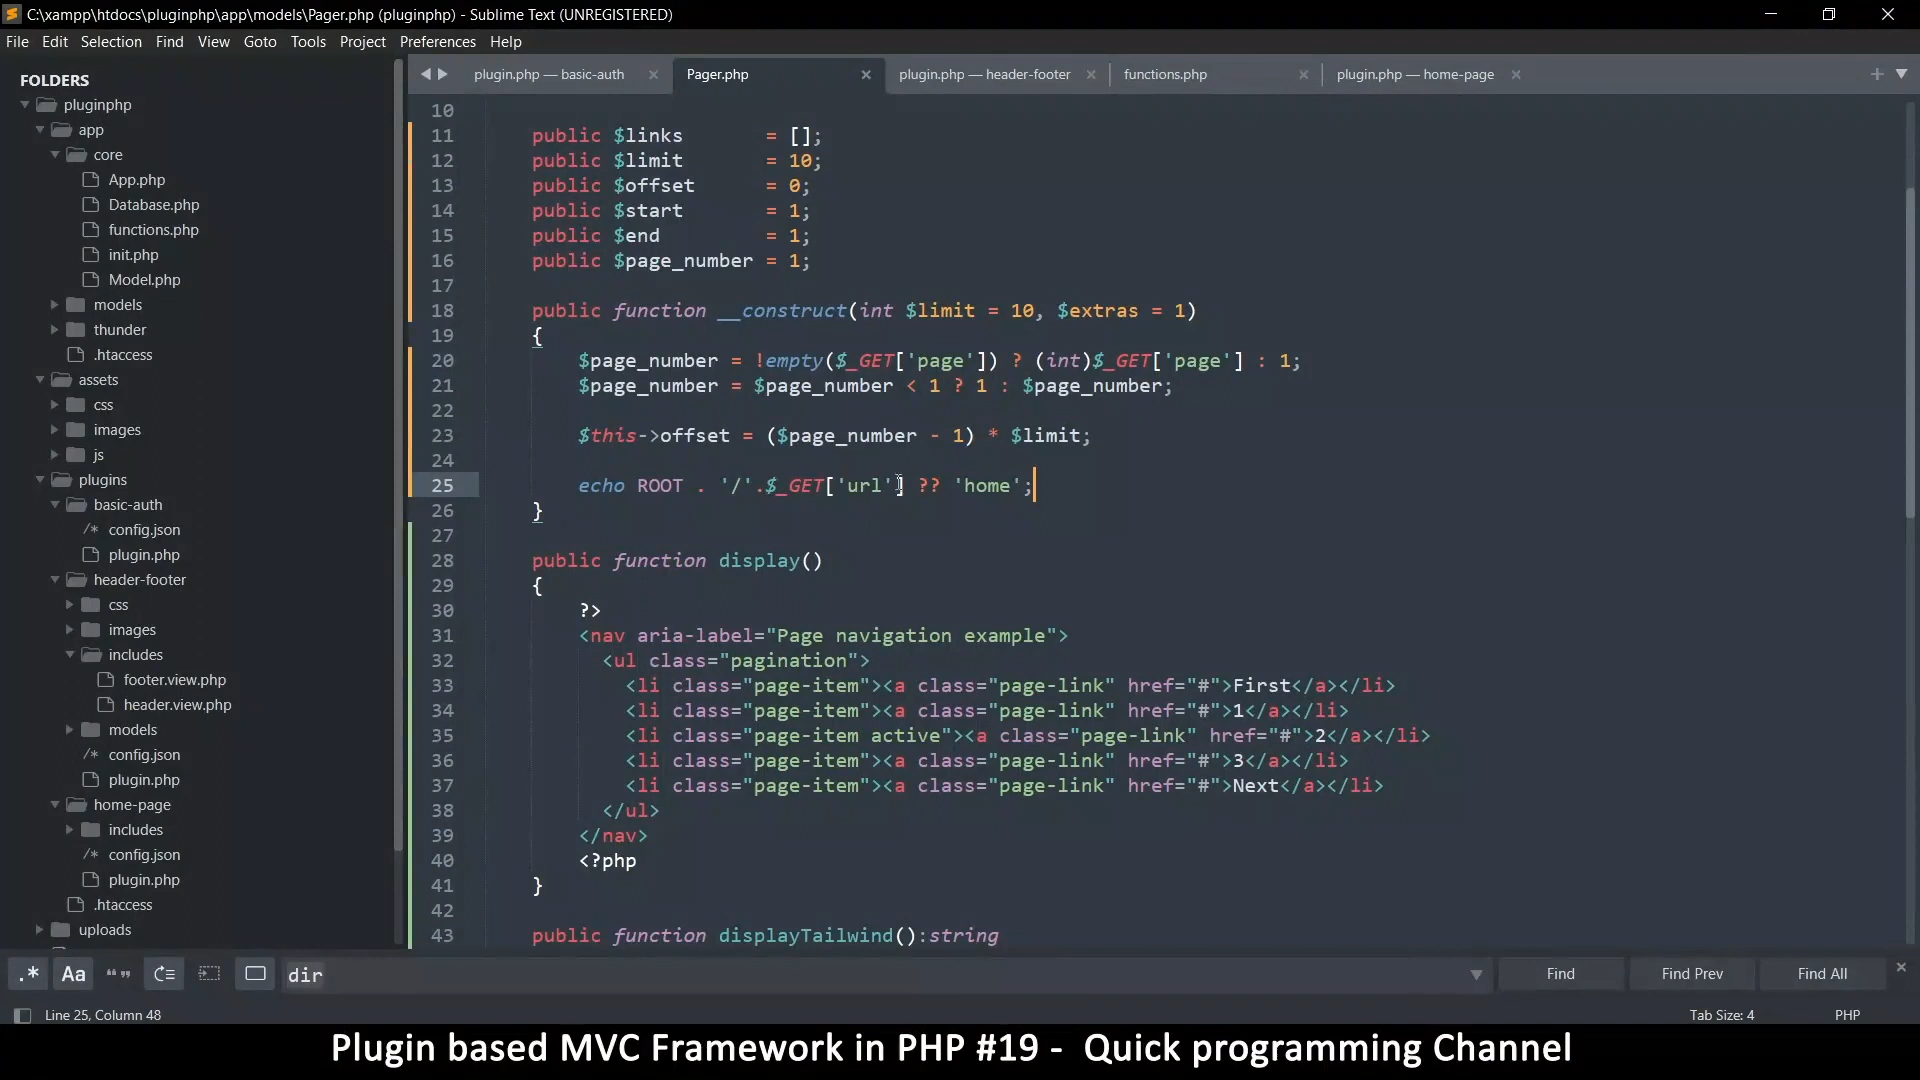 C:\xampp\htdocs\pluginphp\app\models\Pager.php (pluginphp) - Sublime Text (UNREGISTERED)
File Edit Selection Find View Goto Tools Project Preferences Help
FOLDERS
pluginphp
app
core
App.php
Database.php
functions.php
init.php
Model.php
models
thunder
.htaccess
assets
css
images
js
plugins
basic-auth
/* config.json
plugin.php
header-footer
css
images
includes
footer.view.php
header.view.php
models
/* config.json
plugin.php
home-page
includes
/* config.json
plugin.php
.htaccess
uploads
plugin.php — basic-auth Pager.php plugin.php — header-footer functions.php plugin.php — home-page
10
11 public $links = [];
12 public $limit = 10;
13 public $offset = 0;
14 public $start = 1;
15 public $end = 1;
16 public $page_number = 1;
17
18 public function __construct(int $limit = 10, $extras = 1)
19 {
20 $page_number = !empty($_GET['page']) ? (int)$_GET['page'] : 1;
21 $page_number = $page_number < 1 ? 1 : $page_number;
22
23 $this->offset = ($page_number - 1) * $limit;
24
25 echo ROOT . '/'.$_GET['url'] ?? 'home';
26 }
27
28 public function display()
29 {
30 ?>
31 <nav aria-label="Page navigation example">
32 <ul class="pagination">
33 <li class="page-item"><a class="page-link" href="#">First</a></li>
34 <li class="page-item"><a class="page-link" href="#">1</a></li>
35 <li class="page-item active"><a class="page-link" href="#">2</a></li>
36 <li class="page-item"><a class="page-link" href="#">3</a></li>
37 <li class="page-item"><a class="page-link" href="#">Next</a></li>
38 </ul>
39 </nav>
40 <?php
41 }
42
43 public function displayTailwind():string
.* Aa “” dir Find Find Prev Find All
Line 25, Column 48 Tab Size: 4 PHP
Plugin based MVC Framework in PHP #19 - Quick programming Channel